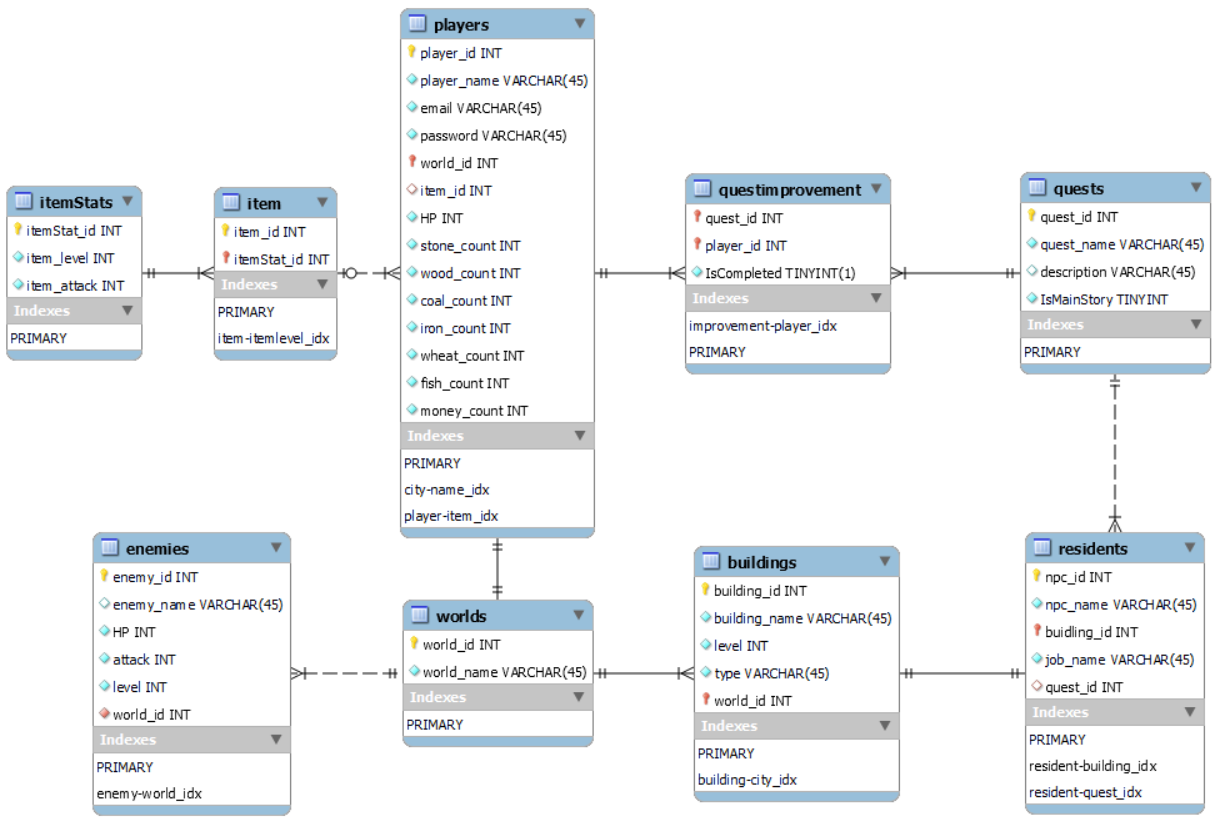 players
player_id INT
player_name VARCHAR(45)
email VARCHAR(45)
password VARCHAR(45)
world_id INT
item_id INT
HP INT
stone_count INT
wood_count INT
coal_count INT
iron_count INT
wheat_count INT
fish_count INT
money_count INT
Indexes
PRIMARY
city-name_idx
player-item_idx
itemStats
itemStat_id INT
item_level INT
item_attack INT
Indexes
PRIMARY
item
item_id INT
itemStat_id INT
Indexes
PRIMARY
item-itemlevel_idx
questimprovement
quest_id INT
player_id INT
IsCompleted TINYINT(1)
Indexes
improvement-player_idx
PRIMARY
quests
quest_id INT
quest_name VARCHAR(45)
description VARCHAR(45)
IsMainStory TINYINT
Indexes
PRIMARY
enemies
enemy_id INT
enemy_name VARCHAR(45)
HP INT
attack INT
level INT
world_id INT
Indexes
PRIMARY
enemy-world_idx
worlds
world_id INT
world_name VARCHAR(45)
Indexes
PRIMARY
buildings
building_id INT
building_name VARCHAR(45)
level INT
type VARCHAR(45)
world_id INT
Indexes
PRIMARY
building-city_idx
residents
npc_id INT
npc_name VARCHAR(45)
buidling_id INT
job_name VARCHAR(45)
quest_id INT
Indexes
PRIMARY
resident-building_idx
resident-quest_idx